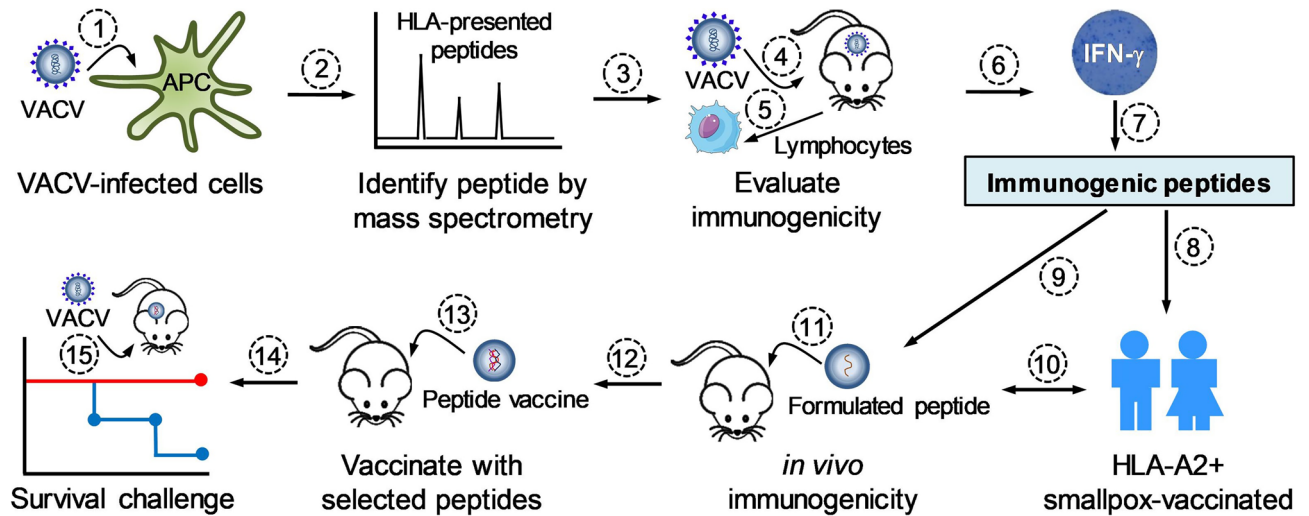 1
VACV
APC
VACV-infected cells
2
HLA-presented
peptides
Identify peptide by
mass spectrometry
3
VACV
4
5
Lymphocytes
Evaluate
immunogenicity
6
IFN-γ
7
Immunogenic peptides
8
9
10
HLA-A2+
smallpox-vaccinated
11
Formulated peptide
in vivo
immunogenicity
12
13
Peptide vaccine
Vaccinate with
selected peptides
14
VACV
15
Survival challenge